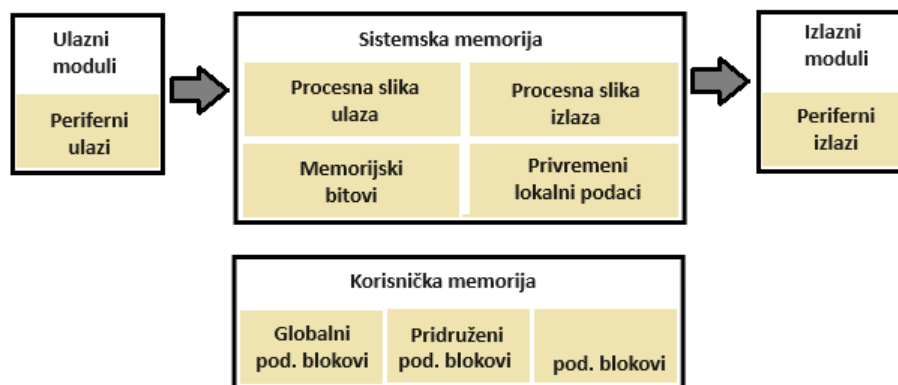 Ulazni
moduli
Periferni
ulazi
Sistemska memorija
Procesna slika
ulaza
Procesna slika
izlaza
Memorijski
bitovi
Privremeni
lokalni podaci
Izlazni
moduli
Periferni
izlazi
Korisnička memorija
Globalni
pod. blokovi
Pridruženi
pod. blokovi
pod. blokovi